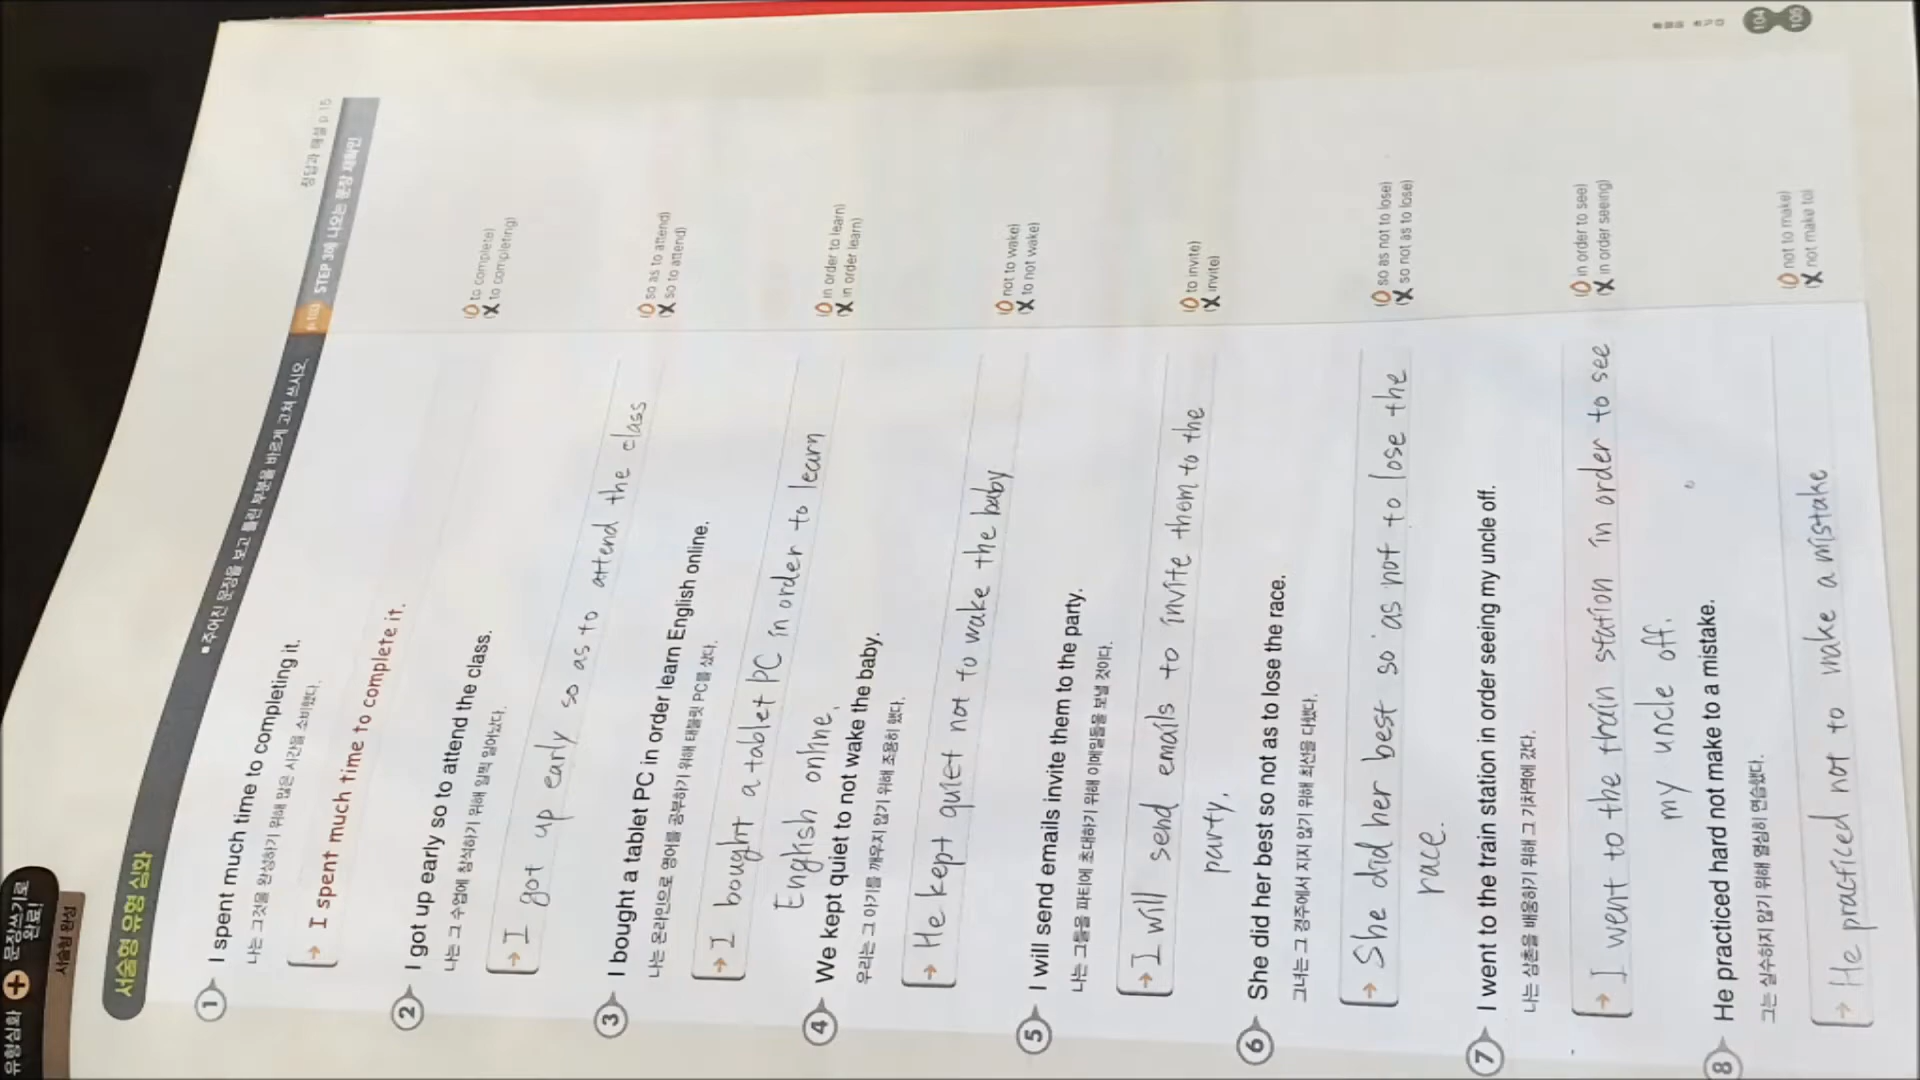 유형심화 + 문장쓰기로 완료!
서술형 완성
정답과 해설 p.15
서술형 유형 심화
• 주어진 문장을 보고 틀린 부분을 바르게 고쳐 쓰시오.
STEP 3에 나오는 문장 재확인
1 I spent much time to completing it.
나는 그것을 완성하기 위해 많은 시간을 소비했다.
→ I spent much time to complete it.
(O to complete)
(X to completing)
2 I got up early so to attend the class.
나는 그 수업에 참석하기 위해 일찍 일어났다.
→ I got up early so as to attend the class
(O so as to attend)
(X so to attend)
3 I bought a tablet PC in order learn English online.
나는 온라인으로 영어를 공부하기 위해 태블릿 PC를 샀다.
→ I bought a tablet PC in order to learn
English online.
(O in order to learn)
(X in order learn)
4 We kept quiet to not wake the baby.
우리는 그 아기를 깨우지 않기 위해 조용히 했다.
→ He kept quiet not to wake the baby
(O not to wake)
(X to not wake)
5 I will send emails invite them to the party.
나는 그들을 파티에 초대하기 위해 이메일들을 보낼 것이다.
→ I will send emails to invite them to the
party.
(O to invite)
(X invite)
6 She did her best so not as to lose the race.
그녀는 그 경주에서 지지 않기 위해 최선을 다했다.
→ She did her best so as not to lose the
race.
(O so as not to lose)
(X so not as to lose)
7 I went to the train station in order seeing my uncle off.
나는 삼촌을 배웅하기 위해 그 기차역에 갔다.
→ I went to the train station in order to see
my uncle off.
(O in order to see)
(X in order seeing)
8 He practiced hard not make to a mistake.
그는 실수하지 않기 위해 열심히 연습했다.
→ He practiced not to make a mistake
(O not to make)
(X not make to)
104
105